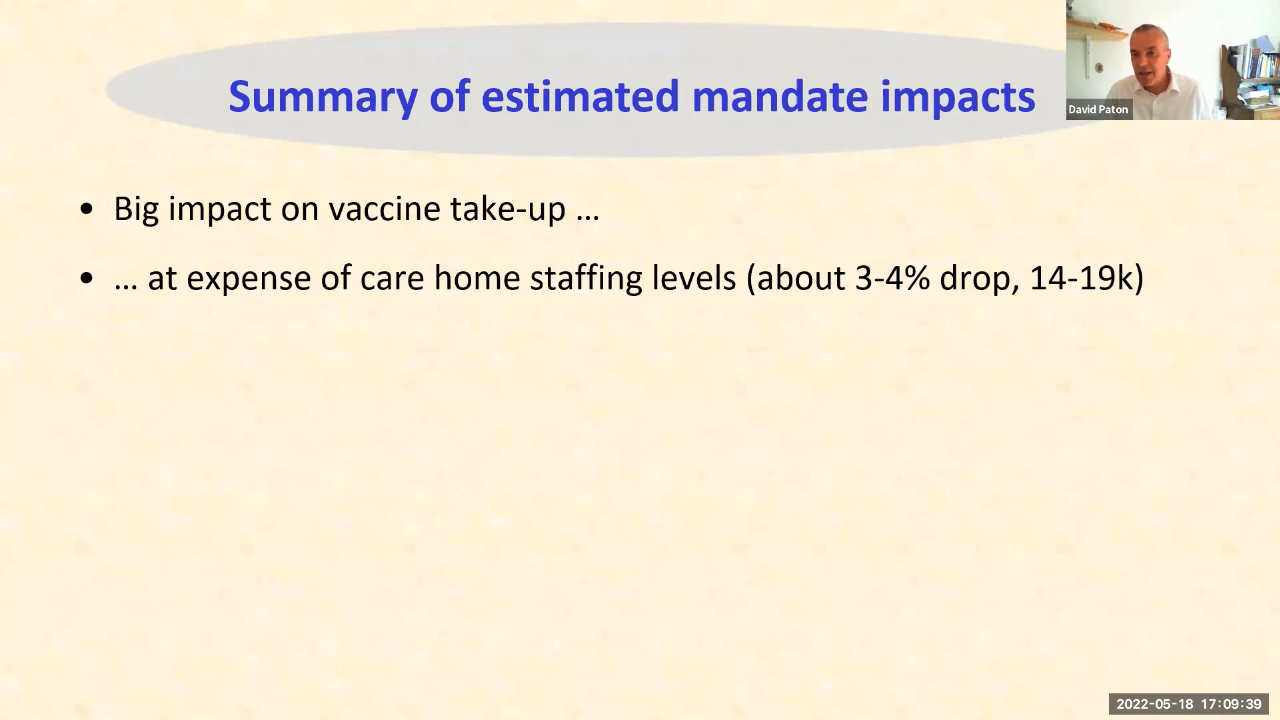 Summary of estimated mandate impacts
David Paton
• Big impact on vaccine take-up …
• … at expense of care home staffing levels (about 3-4% drop, 14-19k)
2022-05-18 17:09:39